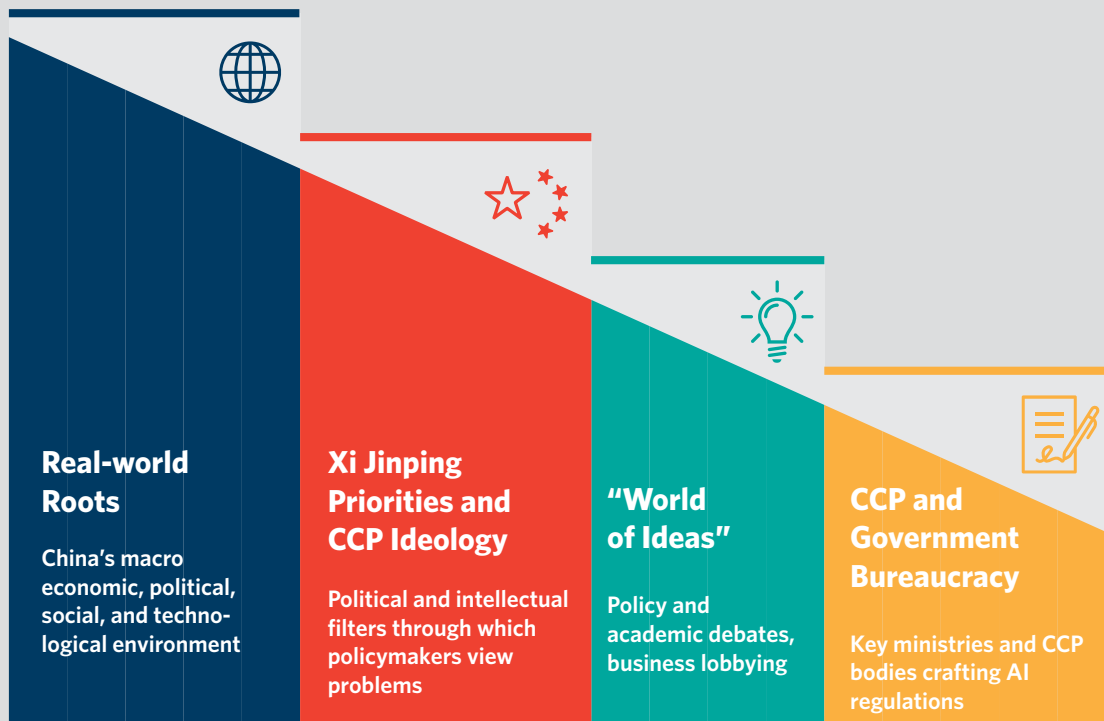 Real-world
Roots
China's macro
economic, political,
social, and techno-
logical environment
Xi Jinping
Priorities and
CCP Ideology
Political and intellectual
filters through which
policymakers view
problems
“World
of Ideas”
Policy and
academic debates,
business lobbying
CCP and
Government
Bureaucracy
Key ministries and CCP
bodies crafting AI
regulations